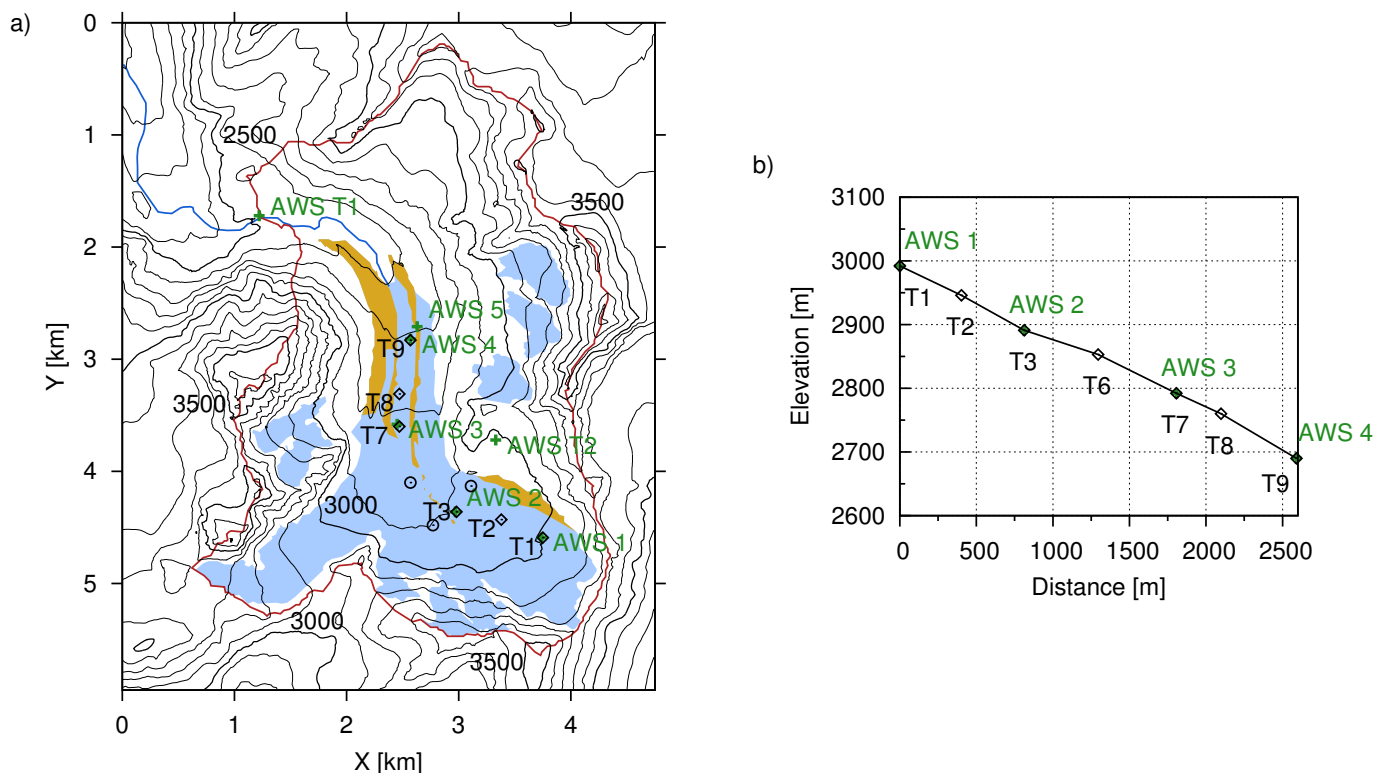 a)
0
1
2
3
4
5
Y [km]
0
1
2
3
4
X [km]
2500
3500
3500
3000
3000
3500
AWS T1
AWS 5
T9
AWS 4
T8
T7
AWS 3
AWS T2
T3
AWS 2
T2
T1
AWS 1
b)
3100
3000
2900
2800
2700
2600
Elevation [m]
0
500
1000
1500
2000
2500
Distance [m]
AWS 1
T1
T2
AWS 2
T3
T6
AWS 3
T7
T8
AWS 4
T9